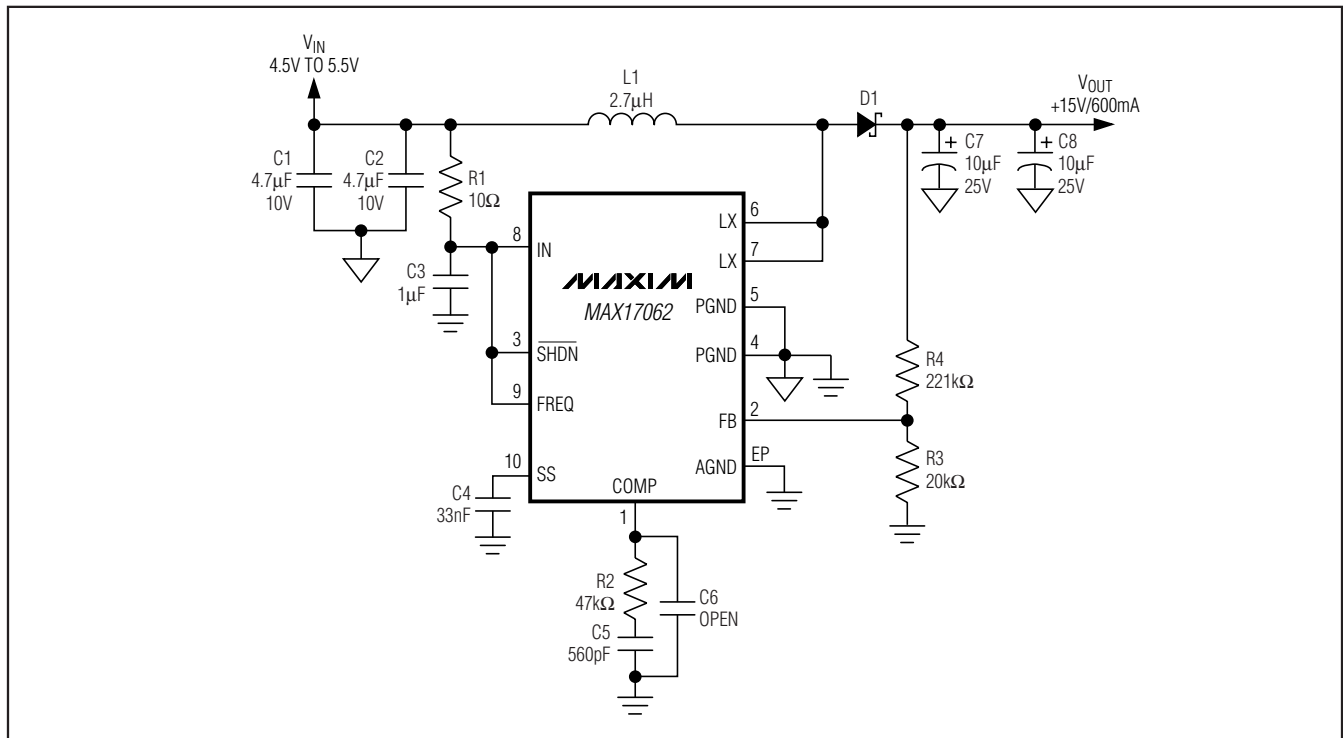 VIN
4.5V TO 5.5V
L1
2.7µH
D1
VOUT
+15V/600mA
C1
4.7µF
10V
C2
4.7µF
10V
R1
10Ω
+
C7
10µF
25V
+
C8
10µF
25V
8
IN
C3
1µF
MAXIM
MAX17062
LX
6
LX
7
PGND
5
PGND
4
3
SHDN
9
FREQ
FB
2
R4
221kΩ
R3
20kΩ
10
SS
AGND
EP
C4
33nF
COMP
1
R2
47kΩ
C5
560pF
C6
OPEN